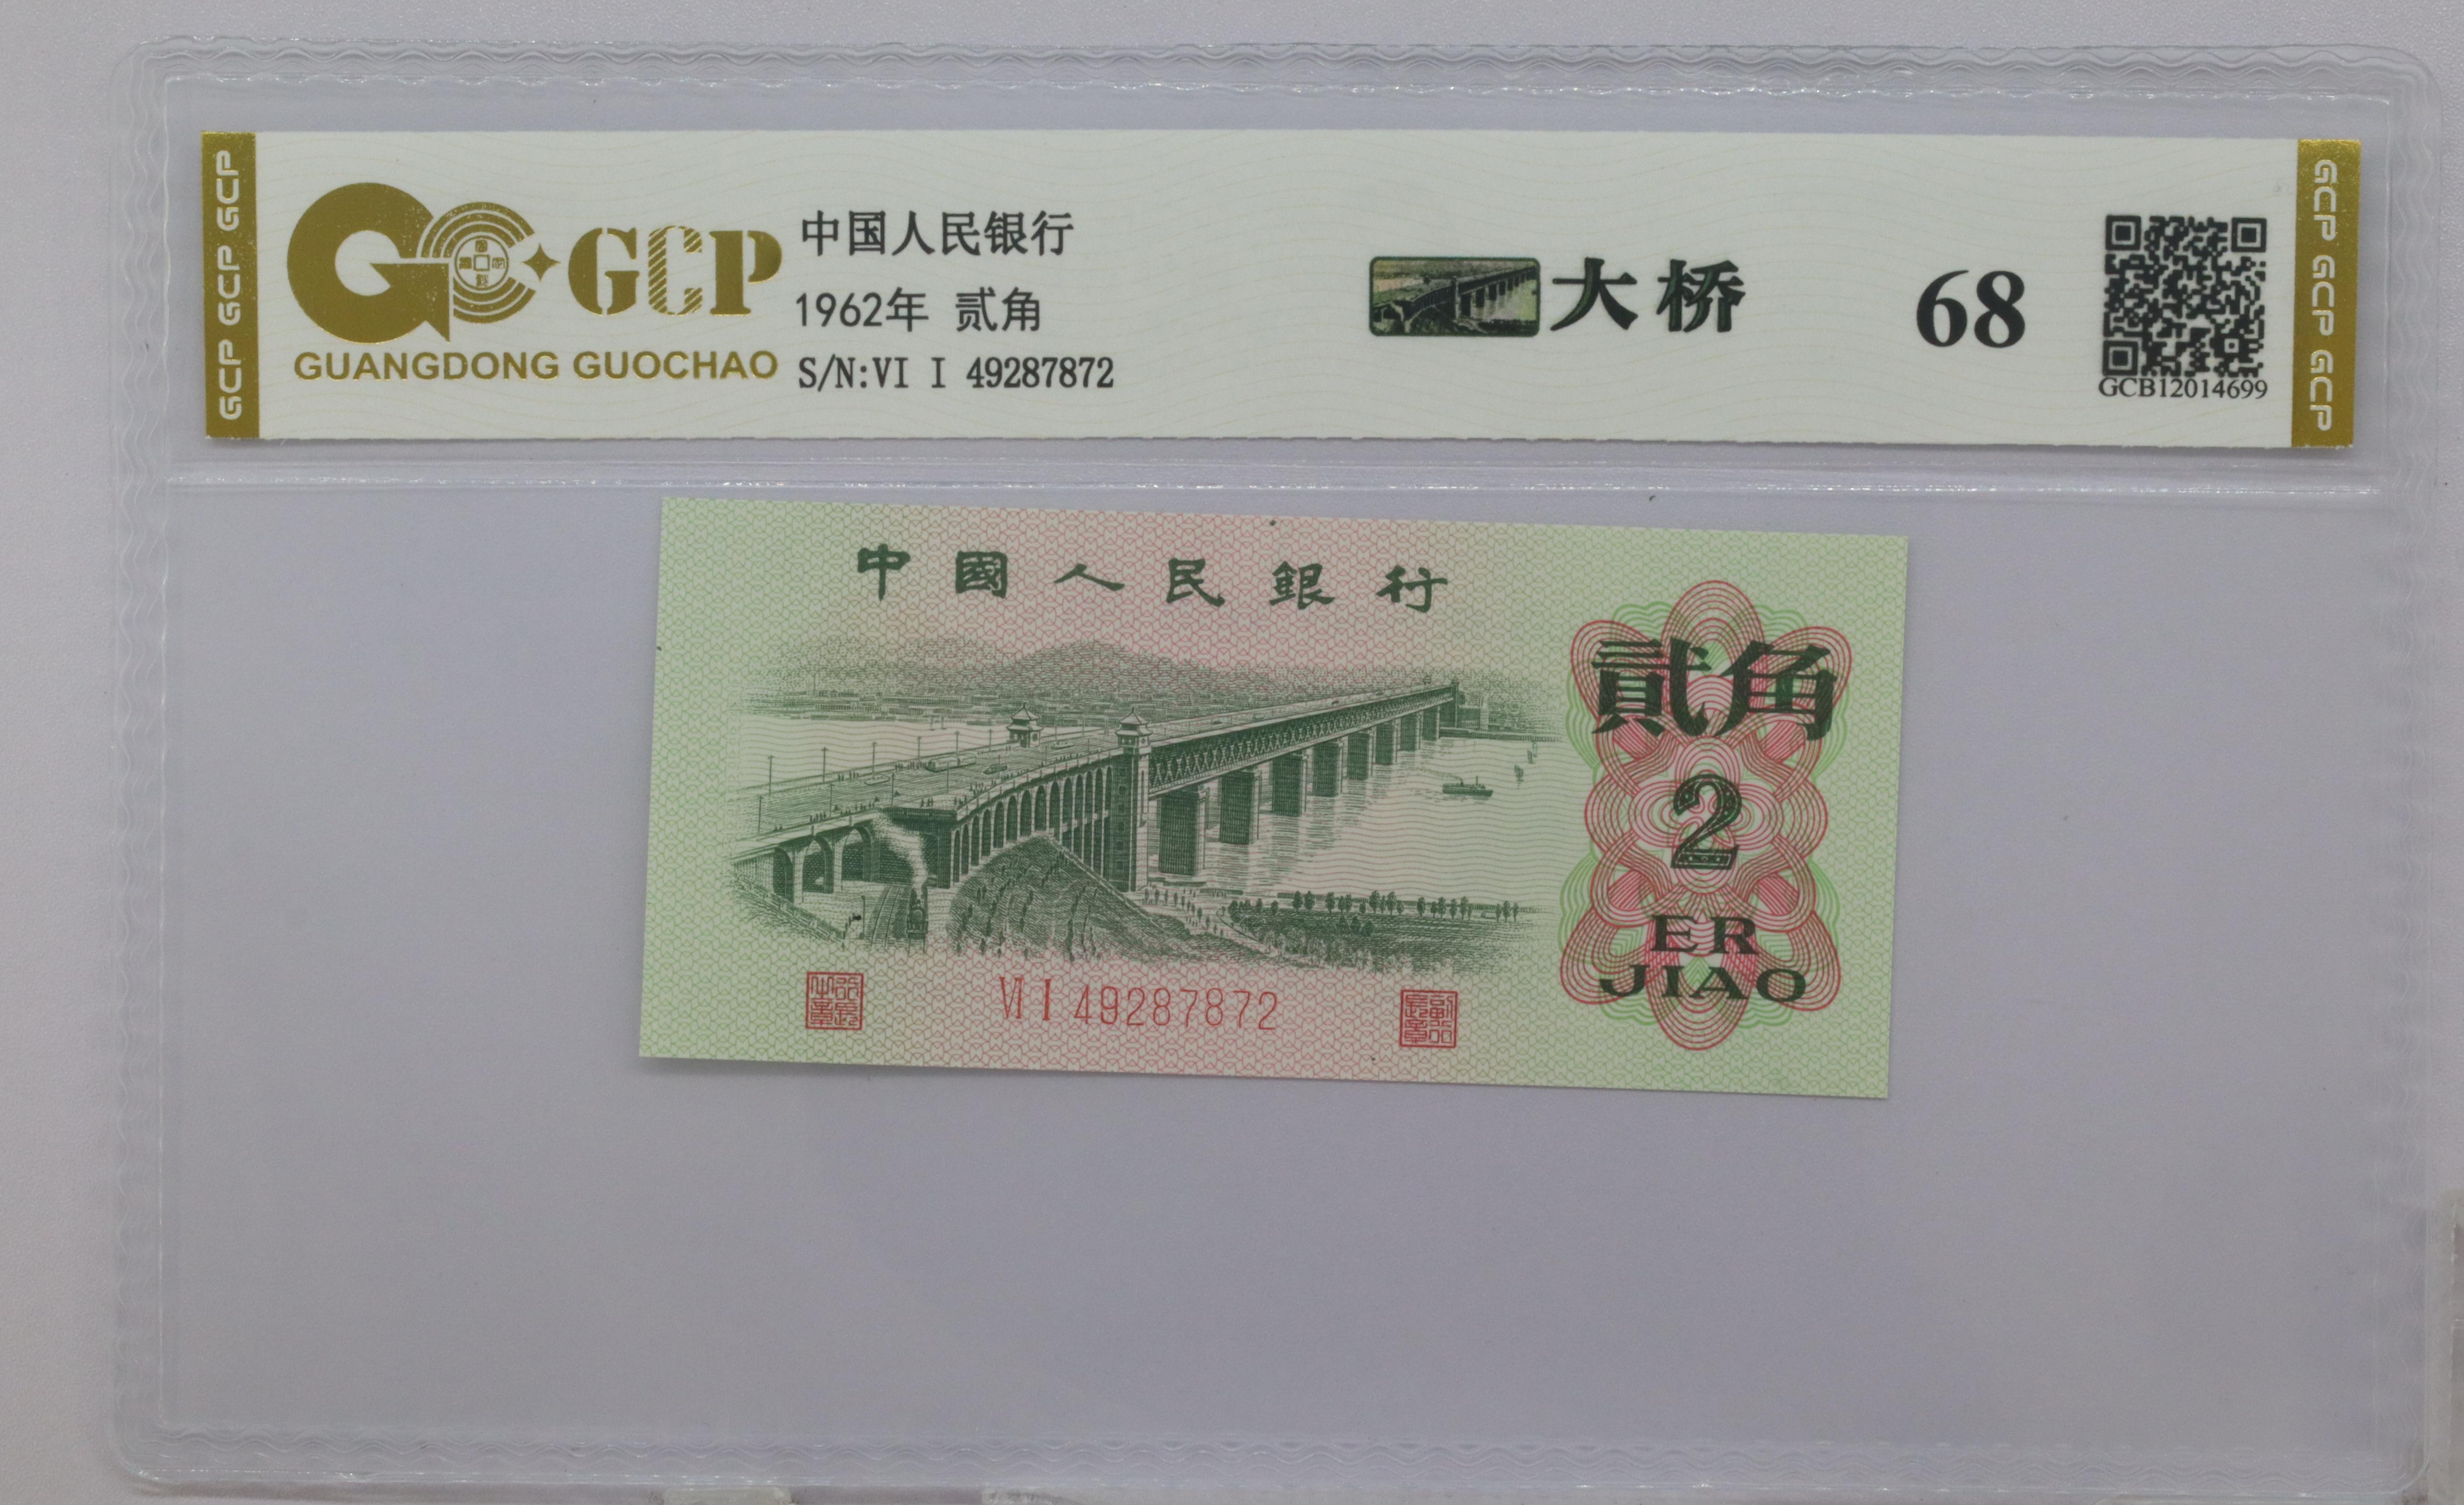 GCP GCP GCP
GCP
GUANGDONG GUOCHAO
中国人民银行
1962年 贰角
S/N:VI I 49287872
大桥
68
GCB12014699
GCP GCP GCP
中國人民銀行
貳角
2
ER
JIAO
VI I 49287872